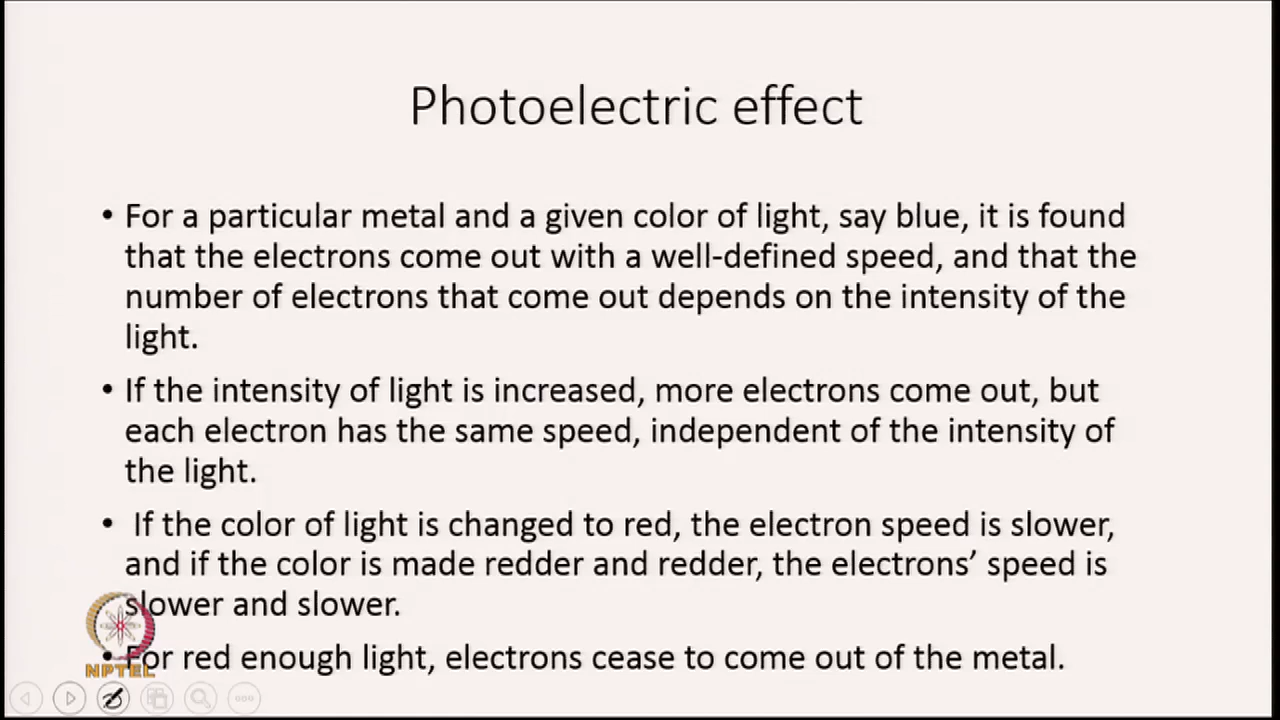 Photoelectric effect
• For a particular metal and a given color of light, say blue, it is found
that the electrons come out with a well-defined speed, and that the
number of electrons that come out depends on the intensity of the
light.
• If the intensity of light is increased, more electrons come out, but
each electron has the same speed, independent of the intensity of
the light.
• If the color of light is changed to red, the electron speed is slower,
and if the color is made redder and redder, the electrons’ speed is
slower and slower.
• For red enough light, electrons cease to come out of the metal.
NPTEL